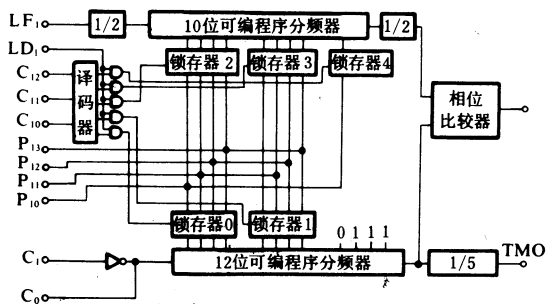 LF₁ 1/2 10位可编程序分频器 1/2
LD₁
锁存器2 锁存器3 锁存器4
C₁₂
C₁₁
C₁₀
译码器
相位比较器
P₁₃
P₁₂
P₁₁
P₁₀
锁存器0 锁存器1
0 1 1 1
C₁ 12位可编程序分频器 1/5 TMO
C₀